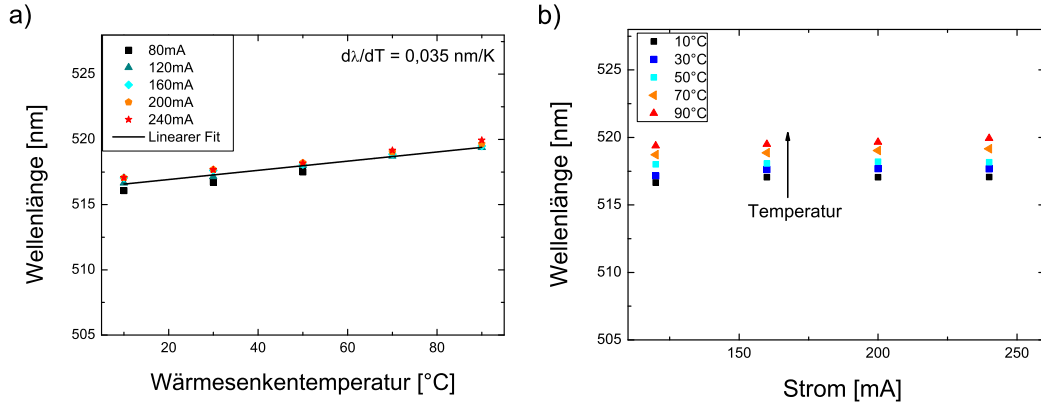 a)
dλ/dT = 0,035 nm/K
80mA
120mA
160mA
200mA
240mA
Linearer Fit
Wellenlänge [nm]
525
520
515
510
505
20
40
60
80
Wärmesenkentemperatur [°C]
b)
10°C
30°C
50°C
70°C
90°C
Temperatur
Wellenlänge [nm]
525
520
515
510
505
150
200
250
Strom [mA]